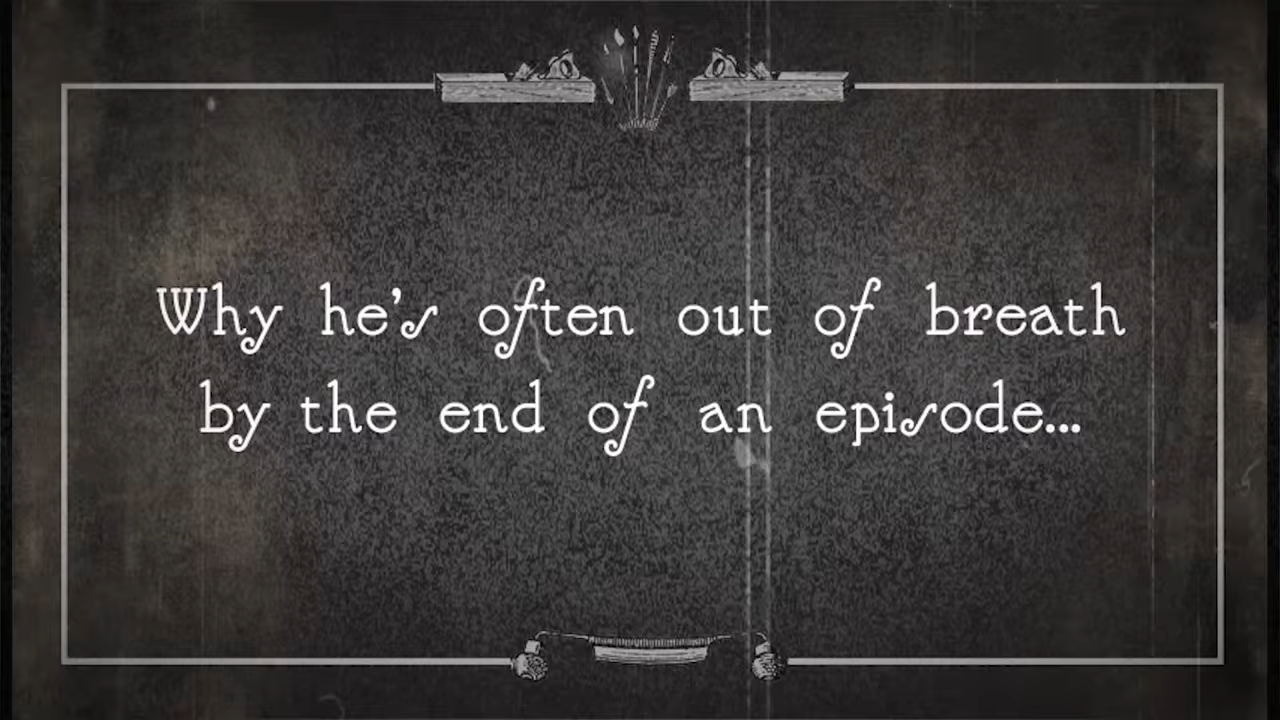 Why he's often out of breath
by the end of an episode...